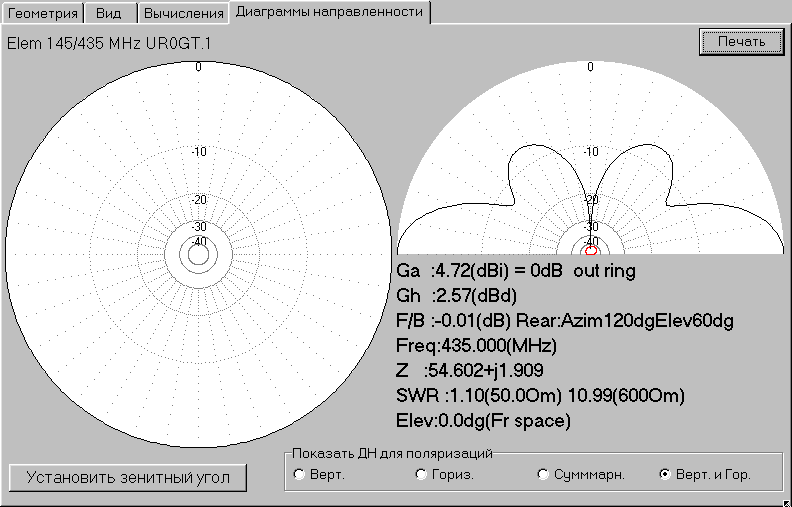 Геометрия Вид Вычисления Диаграммы направленности
Elem 145/435 MHz UR0GT.1
Печать
0
-10
-20
-30
-40
0
-10
-20
-30
-40
Ga :4.72(dBi) = 0dB out ring
Gh :2.57(dBd)
F/B :-0.01(dB) Rear:Azim120dgElev60dg
Freq:435.000(MHz)
Z :54.602+j1.909
SWR :1.10(50.0Om) 10.99(600Om)
Elev:0.0dg(Fr space)
Показать ДН для поляризаций
Верт. Гориз. Сумммарн. Верт. и Гор.
Установить зенитный угол